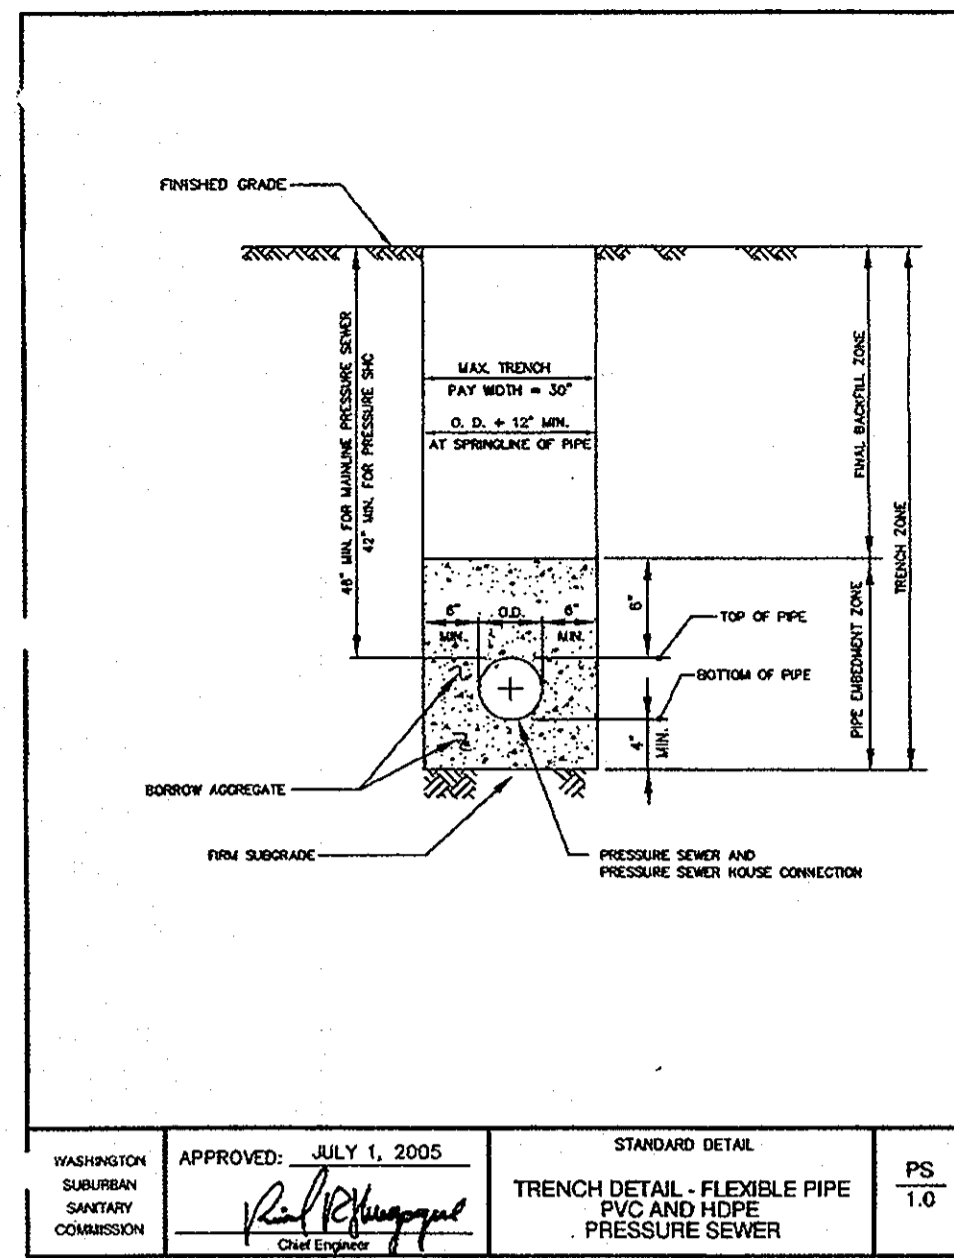 FINISHED GRADE
48" MIN. FOR MAINLINE PRESSURE SEWER
42" MIN. FOR PRESSURE SHC
MAX. TRENCH
PAY WIDTH = 30"
O. D. + 12" MIN.
AT SPRINGLINE OF PIPE
FINAL BACKFILL ZONE
TRENCH ZONE
PIPE EMBEDMENT ZONE
6" MIN.
O.D.
6" MIN.
6"
TOP OF PIPE
BOTTOM OF PIPE
4" MIN.
BORROW AGGREGATE
FIRM SUBGRADE
PRESSURE SEWER AND
PRESSURE SEWER HOUSE CONNECTION
WASHINGTON
SUBURBAN
SANITARY
COMMISSION
APPROVED: JULY 1, 2005
Chief Engineer
STANDARD DETAIL
TRENCH DETAIL - FLEXIBLE PIPE
PVC AND HDPE
PRESSURE SEWER
PS
1.0